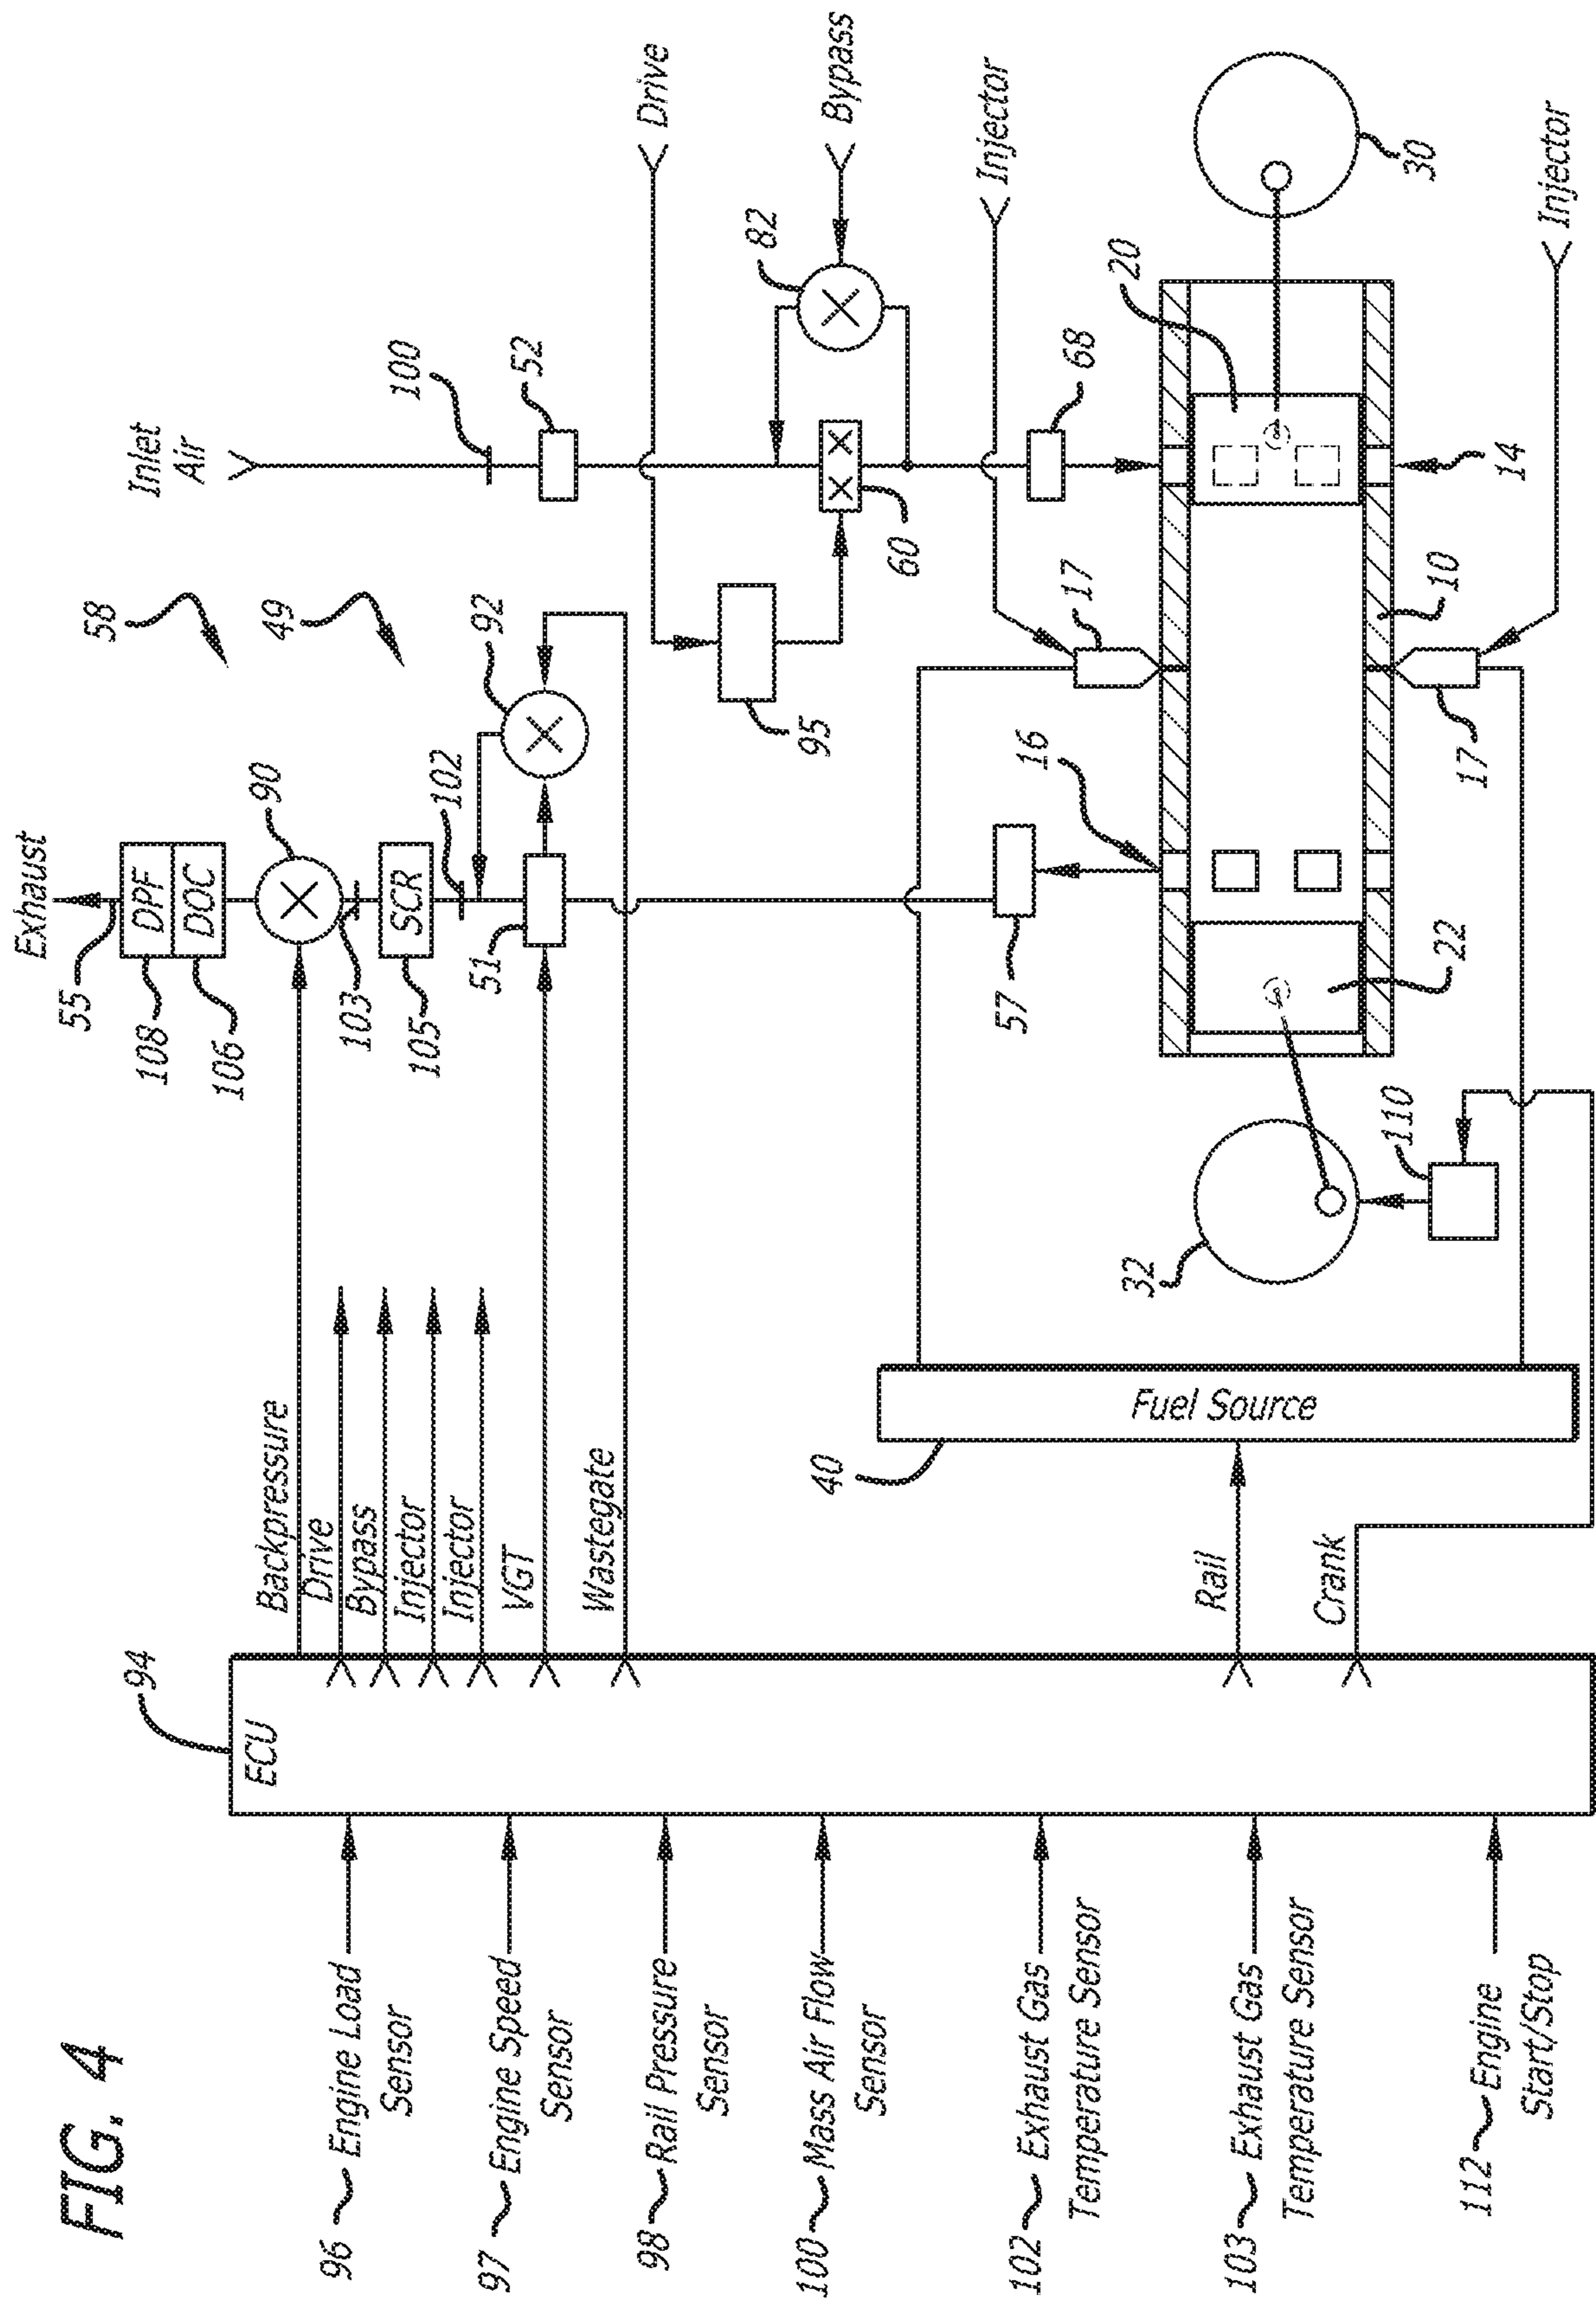 FIG. 4
96
Engine Load
Sensor
97
Engine Speed
Sensor
98
Rail Pressure
Sensor
100
Mass Air Flow
Sensor
102
Exhaust Gas
Temperature Sensor
103
Exhaust Gas
Temperature Sensor
112
Engine
Start/Stop
94
ECU
Backpressure
Drive
Bypass
Injector
Injector
VGT
Wastegate
Rail
Crank
40
Fuel Source
Exhaust
55
108
DPF
106
DOC
90
103
105
SCR
102
51
92
58
49
57
16
32
110
22
17
17
10
Inlet
Air
100
52
95
60
82
68
20
14
30
Drive
Bypass
Injector
Injector